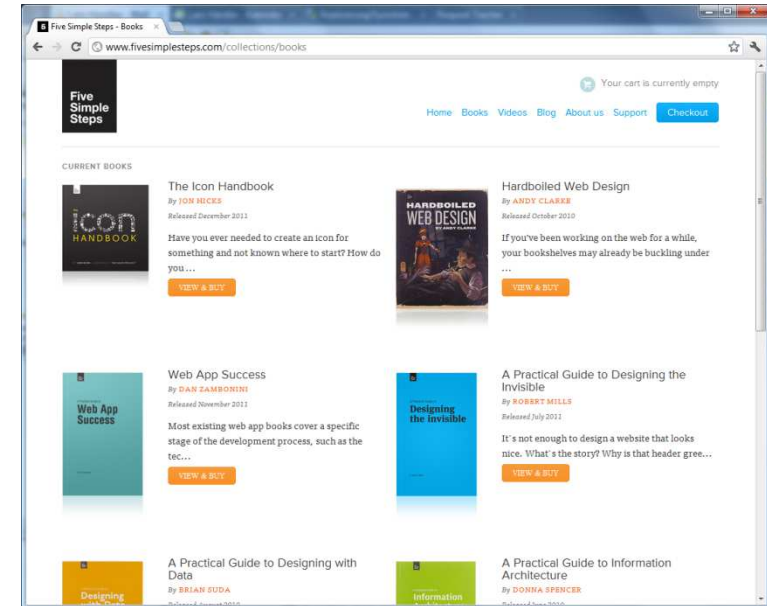 Five Simple Steps - Books
www.fivesimplesteps.com/collections/books
Five
Simple
Steps
Your cart is currently empty
Home Books Videos Blog About us Support Checkout
CURRENT BOOKS
icon
HANDBOOK
The Icon Handbook
By JON HICKS
Released December 2011
Have you ever needed to create an icon for
something and not known where to start? How do
you ...
VIEW & BUY
HARDBOILED
WEB DESIGN
BY ANDY CLARKE
Hardboiled Web Design
By ANDY CLARKE
Released October 2010
If you've been working on the web for a while,
your bookshelves may already be buckling under
...
VIEW & BUY
Web App
Success
Web App Success
By DAN ZAMBONINI
Released November 2011
Most existing web app books cover a specific
stage of the development process, such as the
tec...
VIEW & BUY
Designing
the Invisible
A Practical Guide to Designing the
Invisible
By ROBERT MILLS
Released July 2011
It´s not enough to design a website that looks
nice. What´s the story? Why is that header gree...
VIEW & BUY
Designing
with Data
A Practical Guide to Designing with
Data
By BRIAN SUDA
Released August 2010
Information
A Practical Guide to Information
Architecture
By DONNA SPENCER
Released June 2010